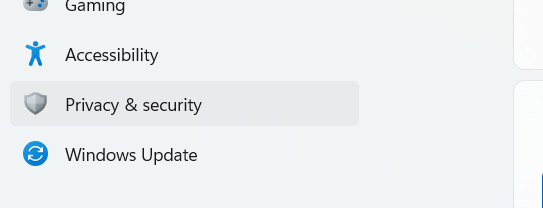 Gaming
Accessibility
Privacy & security
Windows Update